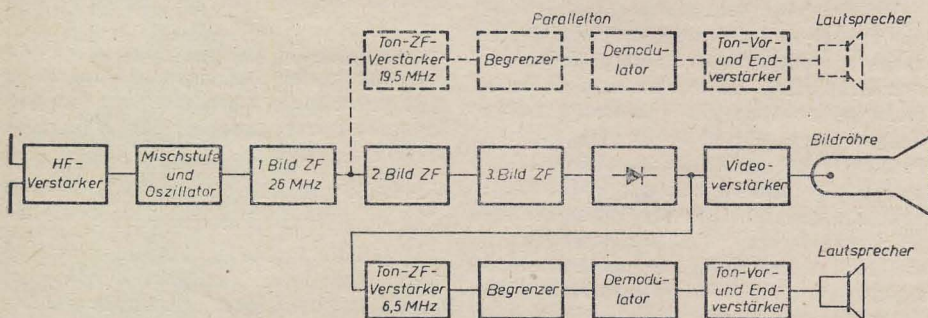 Parallelton
Lautsprecher
Ton-ZF-
Verstärker
19,5 MHz
Begrenzer
Demodu-
lator
Ton-Vor-
und End-
verstärker
HF-
Verstärker
Mischstufe
und
Oszillator
1. Bild ZF
26 MHz
2. Bild ZF
3. Bild ZF
Video-
verstärker
Bildröhre
Ton-ZF-
Verstärker
6,5 MHz
Begrenzer
Demodu-
lator
Ton-Vor-
und End-
verstärker
Lautsprecher